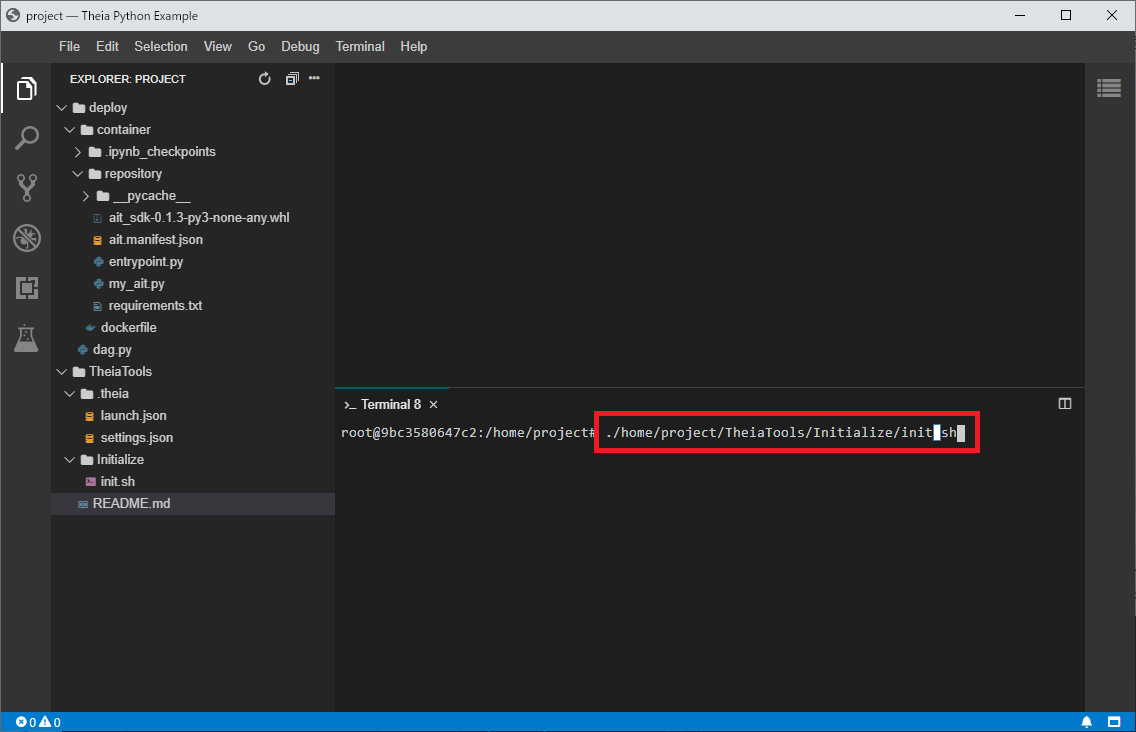 project — Theia Python Example
File Edit Selection View Go Debug Terminal Help
EXPLORER: PROJECT
deploy
container
.ipynb_checkpoints
repository
__pycache__
ait_sdk-0.1.3-py3-none-any.whl
ait.manifest.json
entrypoint.py
my_ait.py
requirements.txt
dockerfile
dag.py
TheiaTools
.theia
launch.json
settings.json
Initialize
init.sh
README.md
>_ Terminal 8 ×
root@9bc3580647c2:/home/project# ./home/project/TheiaTools/Initialize/init sh
0 0